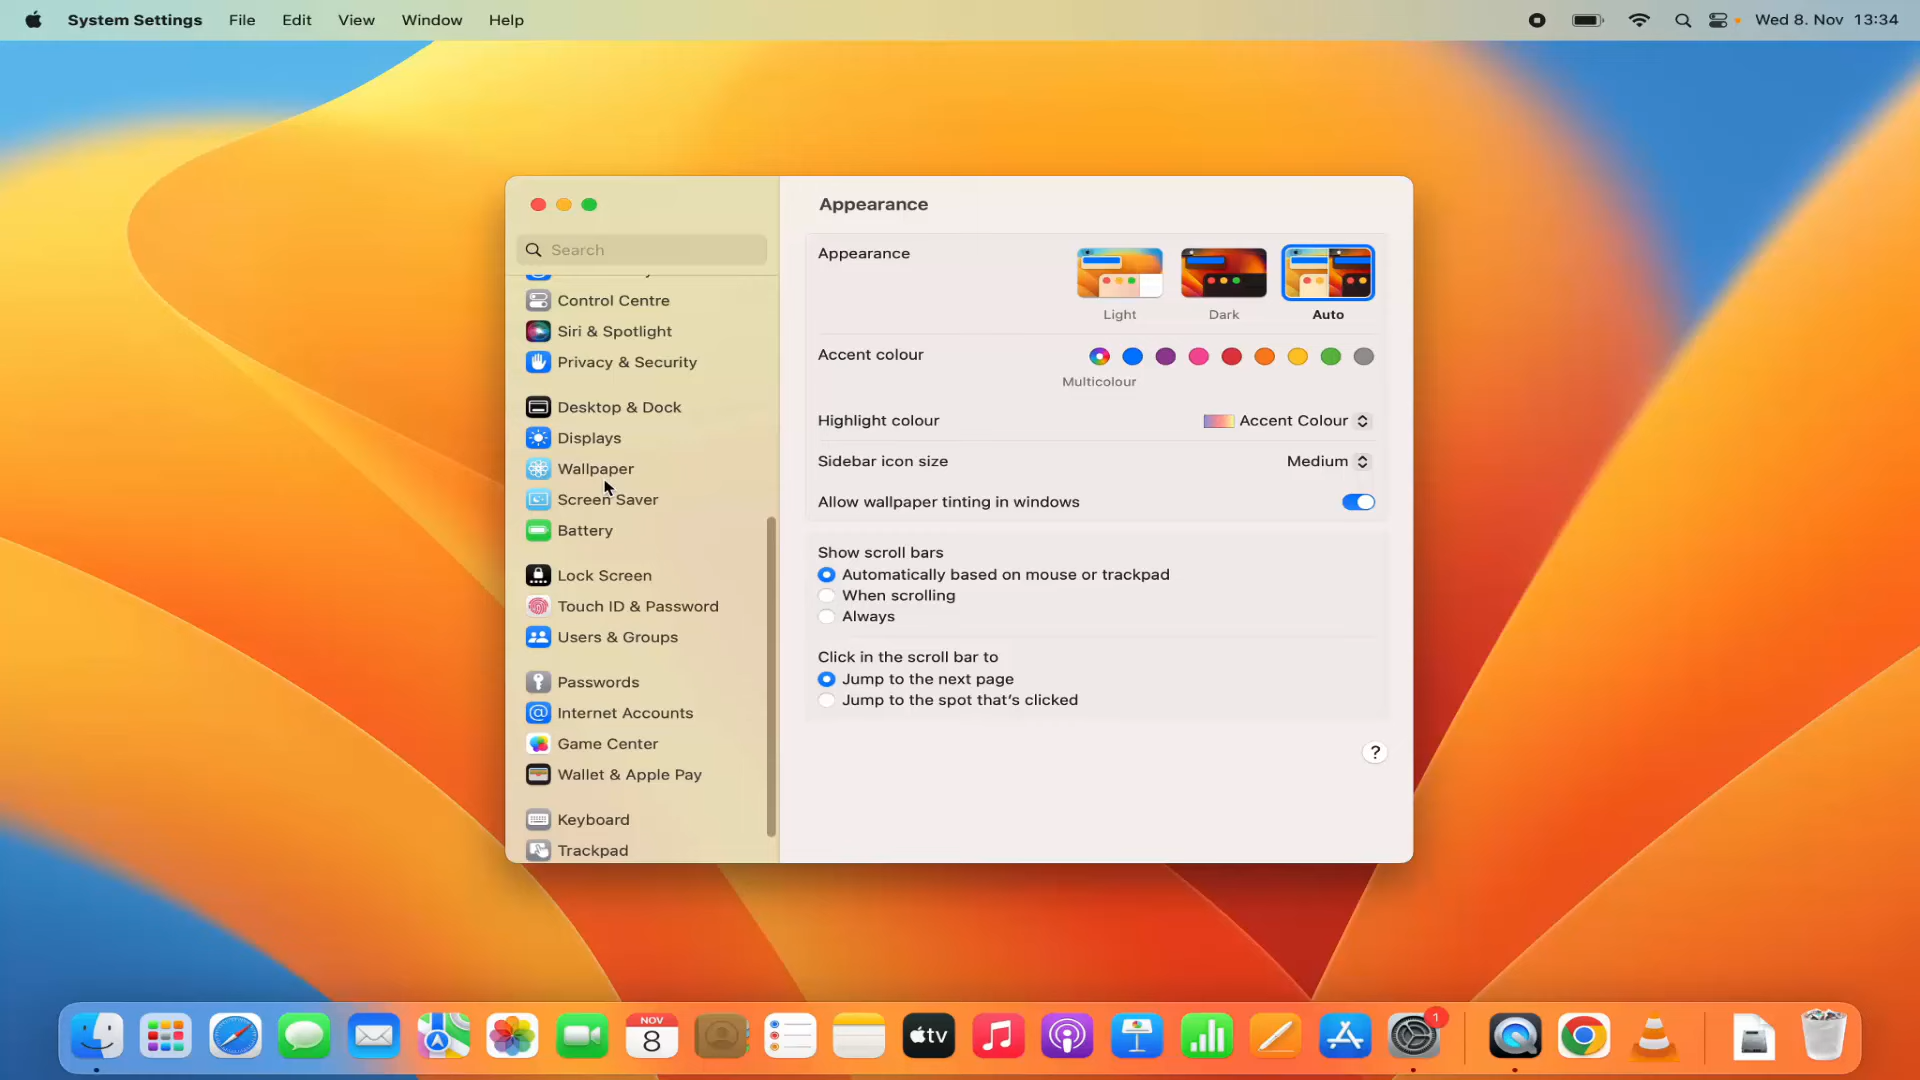 System Settings File Edit View Window Help Wed 8. Nov 13:34
Search
Control Centre
Siri & Spotlight
Privacy & Security
Desktop & Dock
Displays
Wallpaper
Screen Saver
Battery
Lock Screen
Touch ID & Password
Users & Groups
Passwords
Internet Accounts
Game Center
Wallet & Apple Pay
Keyboard
Trackpad
Appearance
Appearance
Light Dark Auto
Accent colour
Multicolour
Highlight colour Accent Colour
Sidebar icon size Medium
Allow wallpaper tinting in windows
Show scroll bars
Automatically based on mouse or trackpad
When scrolling
Always
Click in the scroll bar to
Jump to the next page
Jump to the spot that's clicked
?
NOV
8
tv
1